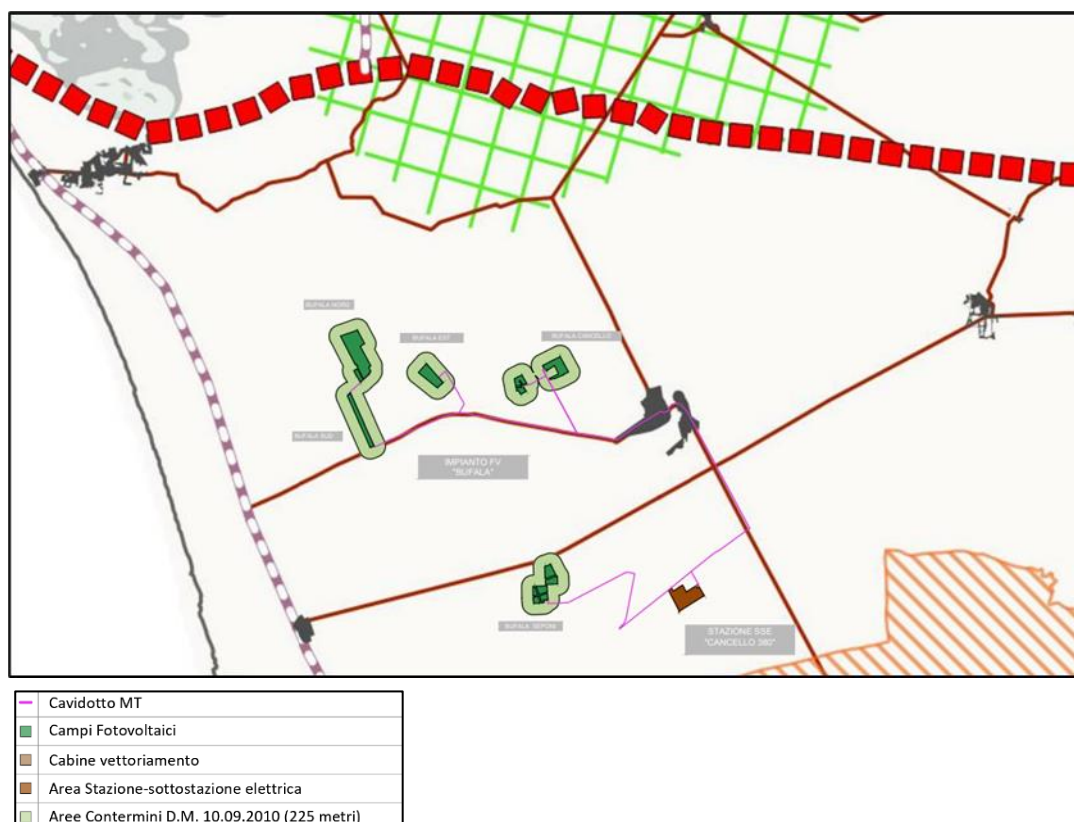 BUFALA NORD
BUFALA EST
BUFALA CANCELLO
BUFALA SUD
IMPIANTO FV
"BUFALA"
BUFALA SEPONI
STAZIONE SSE
"CANCELLO 380"
Cavidotto MT
Campi Fotovoltaici
Cabine vettoriamento
Area Stazione-sottostazione elettrica
Aree Contermini D.M. 10.09.2010 (225 metri)